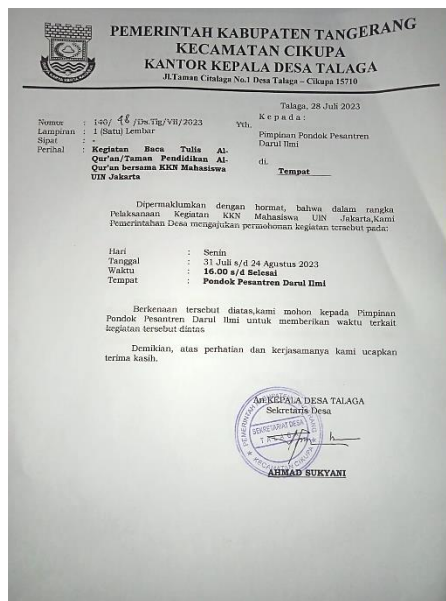 PEMERINTAH KABUPATEN TANGERANG
KECAMATAN CIKUPA
KANTOR KEPALA DESA TALAGA
Jl.Taman Citalaga No.1 Desa Talaga – Cikupa 15710
Talaga, 28 Juli 2023
Nomor : 140/ 48 /Ds.Tlg/VII/2023
Lampiran : 1 (Satu) Lembar
Sipat : -
Perihal : Kegiatan Baca Tulis Al-
Qur'an/Taman Pendidikan Al-
Qur'an bersama KKN Mahasiswa
UIN Jakarta
Kepada :
Yth.
Pimpinan Pondok Pesantren
Darul Ilmi
di.
Tempat
Dipermaklumkan dengan hormat, bahwa dalam rangka
Pelaksanaan Kegiatan KKN Mahasiswa UIN Jakarta,Kami
Pemerintahan Desa mengajukan permohonan kegiatan tersebut pada:
Hari : Senin
Tanggal : 31 Juli s/d 24 Agustus 2023
Waktu : 16.00 s/d Selesai
Tempat : Pondok Pesantren Darul Ilmi
Berkenaan tersebut diatas,kami mohon kepada Pimpinan
Pondok Pesantren Darul Ilmi untuk memberikan waktu terkait
kegiatan tersebut diatas
Demikian, atas perhatian dan kerjasamanya kami ucapkan
terima kasih.
An.KEPALA DESA TALAGA
Sekretaris Desa
SEKRETARIAT DESA
TALAGA
KECAMATAN CIKUPA
AHMAD SUKYANI